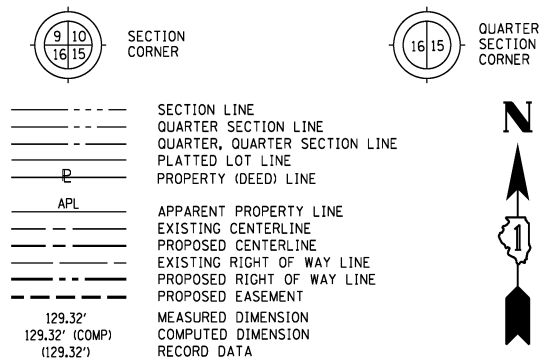 9 10
16 15
SECTION
CORNER
16 15
QUARTER
SECTION
CORNER
SECTION LINE
QUARTER SECTION LINE
QUARTER, QUARTER SECTION LINE
PLATTED LOT LINE
PL PROPERTY (DEED) LINE
APL APPARENT PROPERTY LINE
EXISTING CENTERLINE
PROPOSED CENTERLINE
EXISTING RIGHT OF WAY LINE
PROPOSED RIGHT OF WAY LINE
PROPOSED EASEMENT
129.32' MEASURED DIMENSION
129.32' (COMP) COMPUTED DIMENSION
(129.32') RECORD DATA
N
1